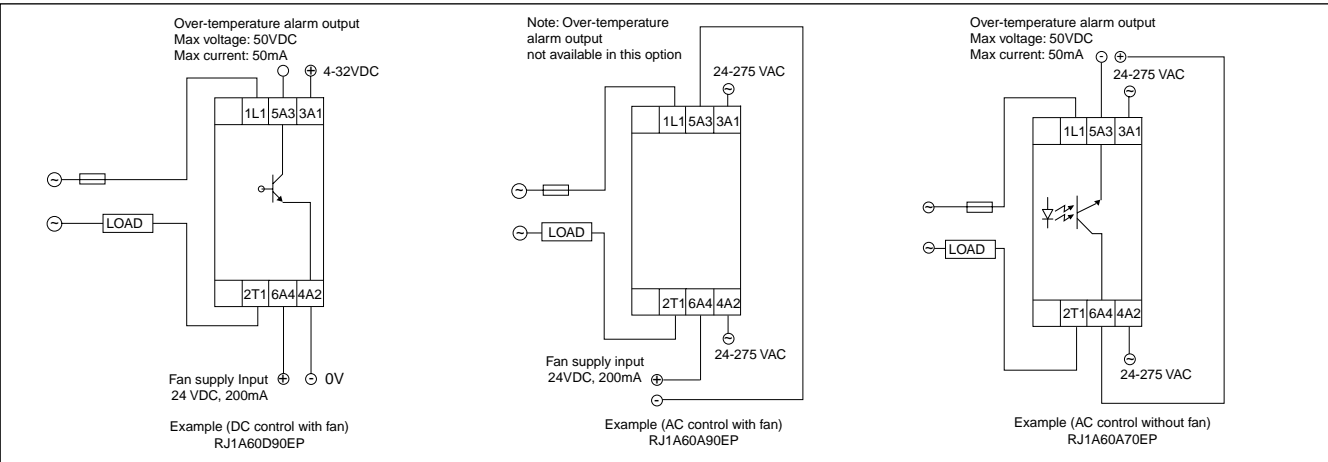 Over-temperature alarm output
Max voltage: 50VDC
Max current: 50mA
4-32VDC
1L1 5A3 3A1
LOAD
2T1 6A4 4A2
Fan supply Input
24 VDC, 200mA
0V
Example (DC control with fan)
RJ1A60D90EP
Note: Over-temperature
alarm output
not available in this option
24-275 VAC
1L1 5A3 3A1
LOAD
2T1 6A4 4A2
24-275 VAC
Fan supply input
24VDC, 200mA
Example (AC control with fan)
RJ1A60A90EP
Over-temperature alarm output
Max voltage: 50VDC
Max current: 50mA
24-275 VAC
1L1 5A3 3A1
LOAD
2T1 6A4 4A2
24-275 VAC
Example (AC control without fan)
RJ1A60A70EP